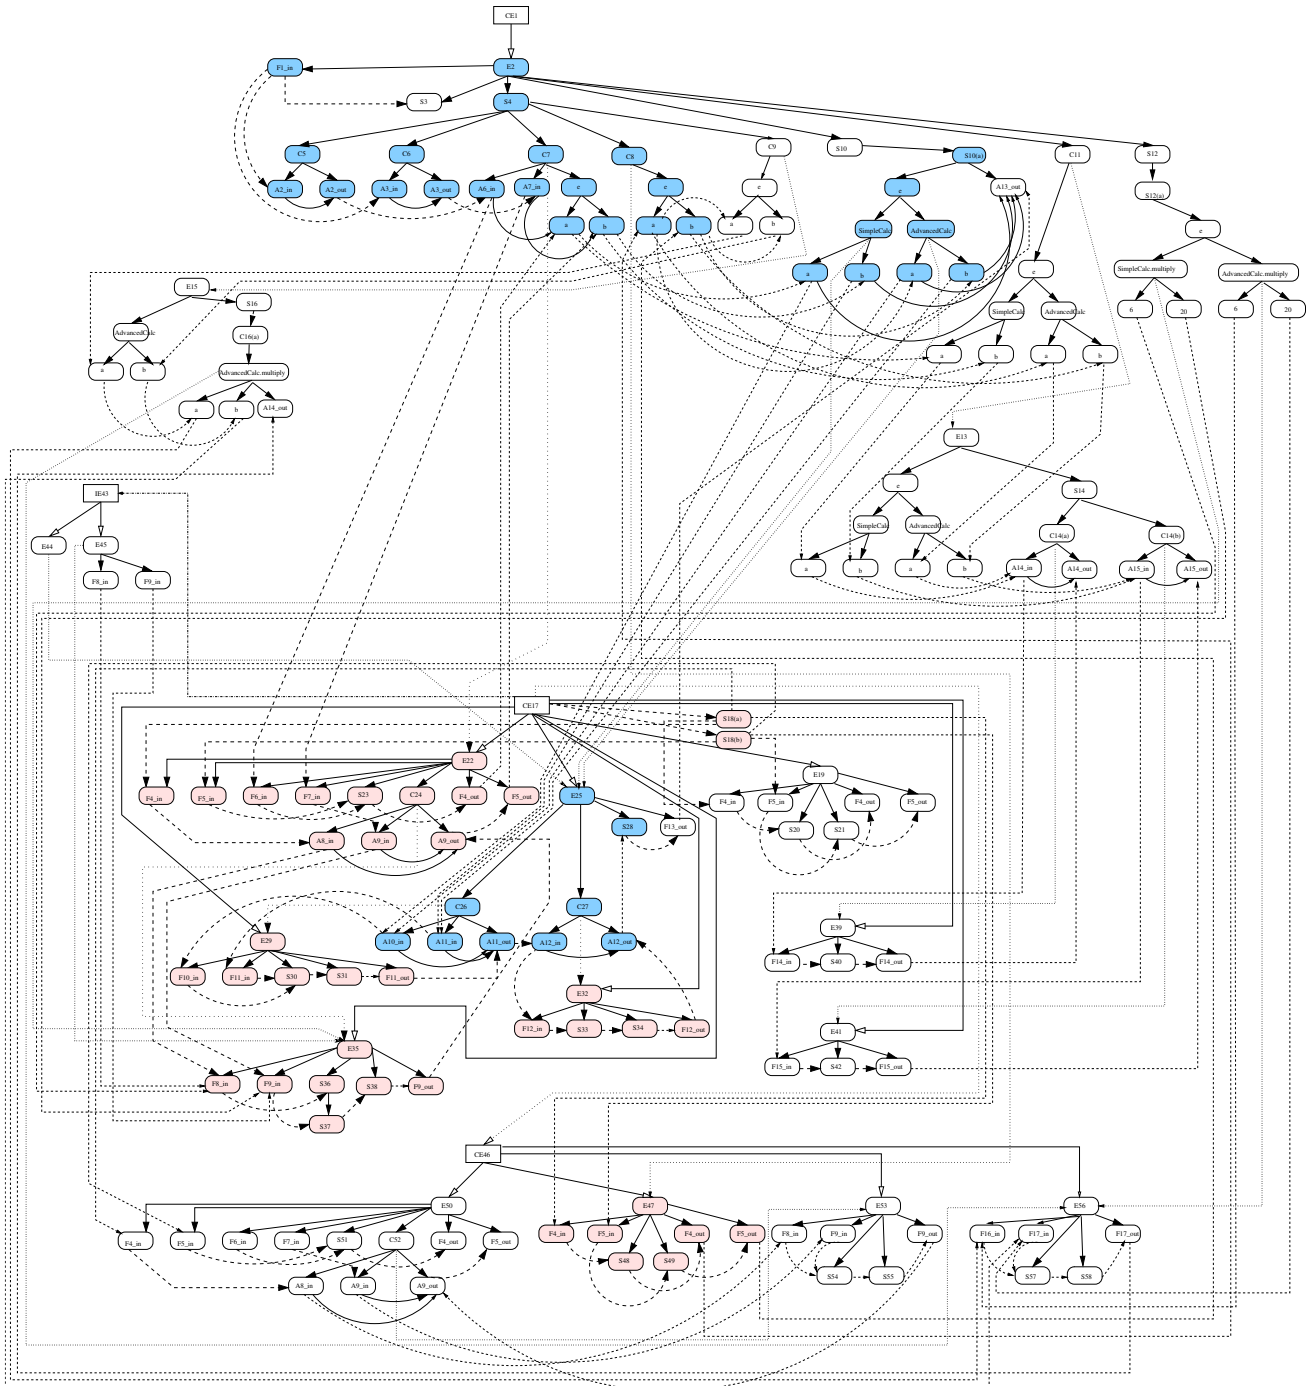 CE1
F1_in
E2
S3
S4
C5
C6
C7
C8
C9
S10
S10(a)
C11
S12
A2_in
A2_out
A3_in
A3_out
A6_in
A7_in
e
e
e
e
A13_out
S12(a)
a
b
a
b
a
b
SimpleCalc
AdvancedCalc
e
e
a
b
a
b
SimpleCalc.multiply
AdvancedCalc.multiply
E15
S16
SimpleCalc
AdvancedCalc
6
20
6
20
AdvancedCalc
C16(a)
a
b
a
b
a
b
AdvancedCalc.multiply
a
b
A14_out
E13
e
S14
IE43
SimpleCalc
AdvancedCalc
C14(a)
C14(b)
E44
E45
a
b
a
b
A14_in
A14_out
A15_in
A15_out
F8_in
F9_in
CE17
S18(a)
S18(b)
E22
E19
F4_in
F5_in
F6_in
F7_in
S23
C24
F4_out
F5_out
E25
F4_in
F5_in
F4_out
F5_out
S28
F13_out
S20
S21
A8_in
A9_in
A9_out
C26
C27
E29
A10_in
A11_in
A11_out
A12_in
A12_out
E39
F10_in
F11_in
S30
S31
F11_out
F14_in
S40
F14_out
E32
F12_in
S33
S34
F12_out
E41
E35
F15_in
S42
F15_out
F8_in
F9_in
S36
S38
F9_out
S37
CE46
E50
E47
E53
E56
F4_in
F5_in
F6_in
F7_in
S51
C52
F4_out
F5_out
F4_in
F5_in
F4_out
F5_out
F8_in
F9_in
F9_out
F16_in
F17_in
F17_out
S48
S49
S54
S55
S57
S58
A8_in
A9_in
A9_out